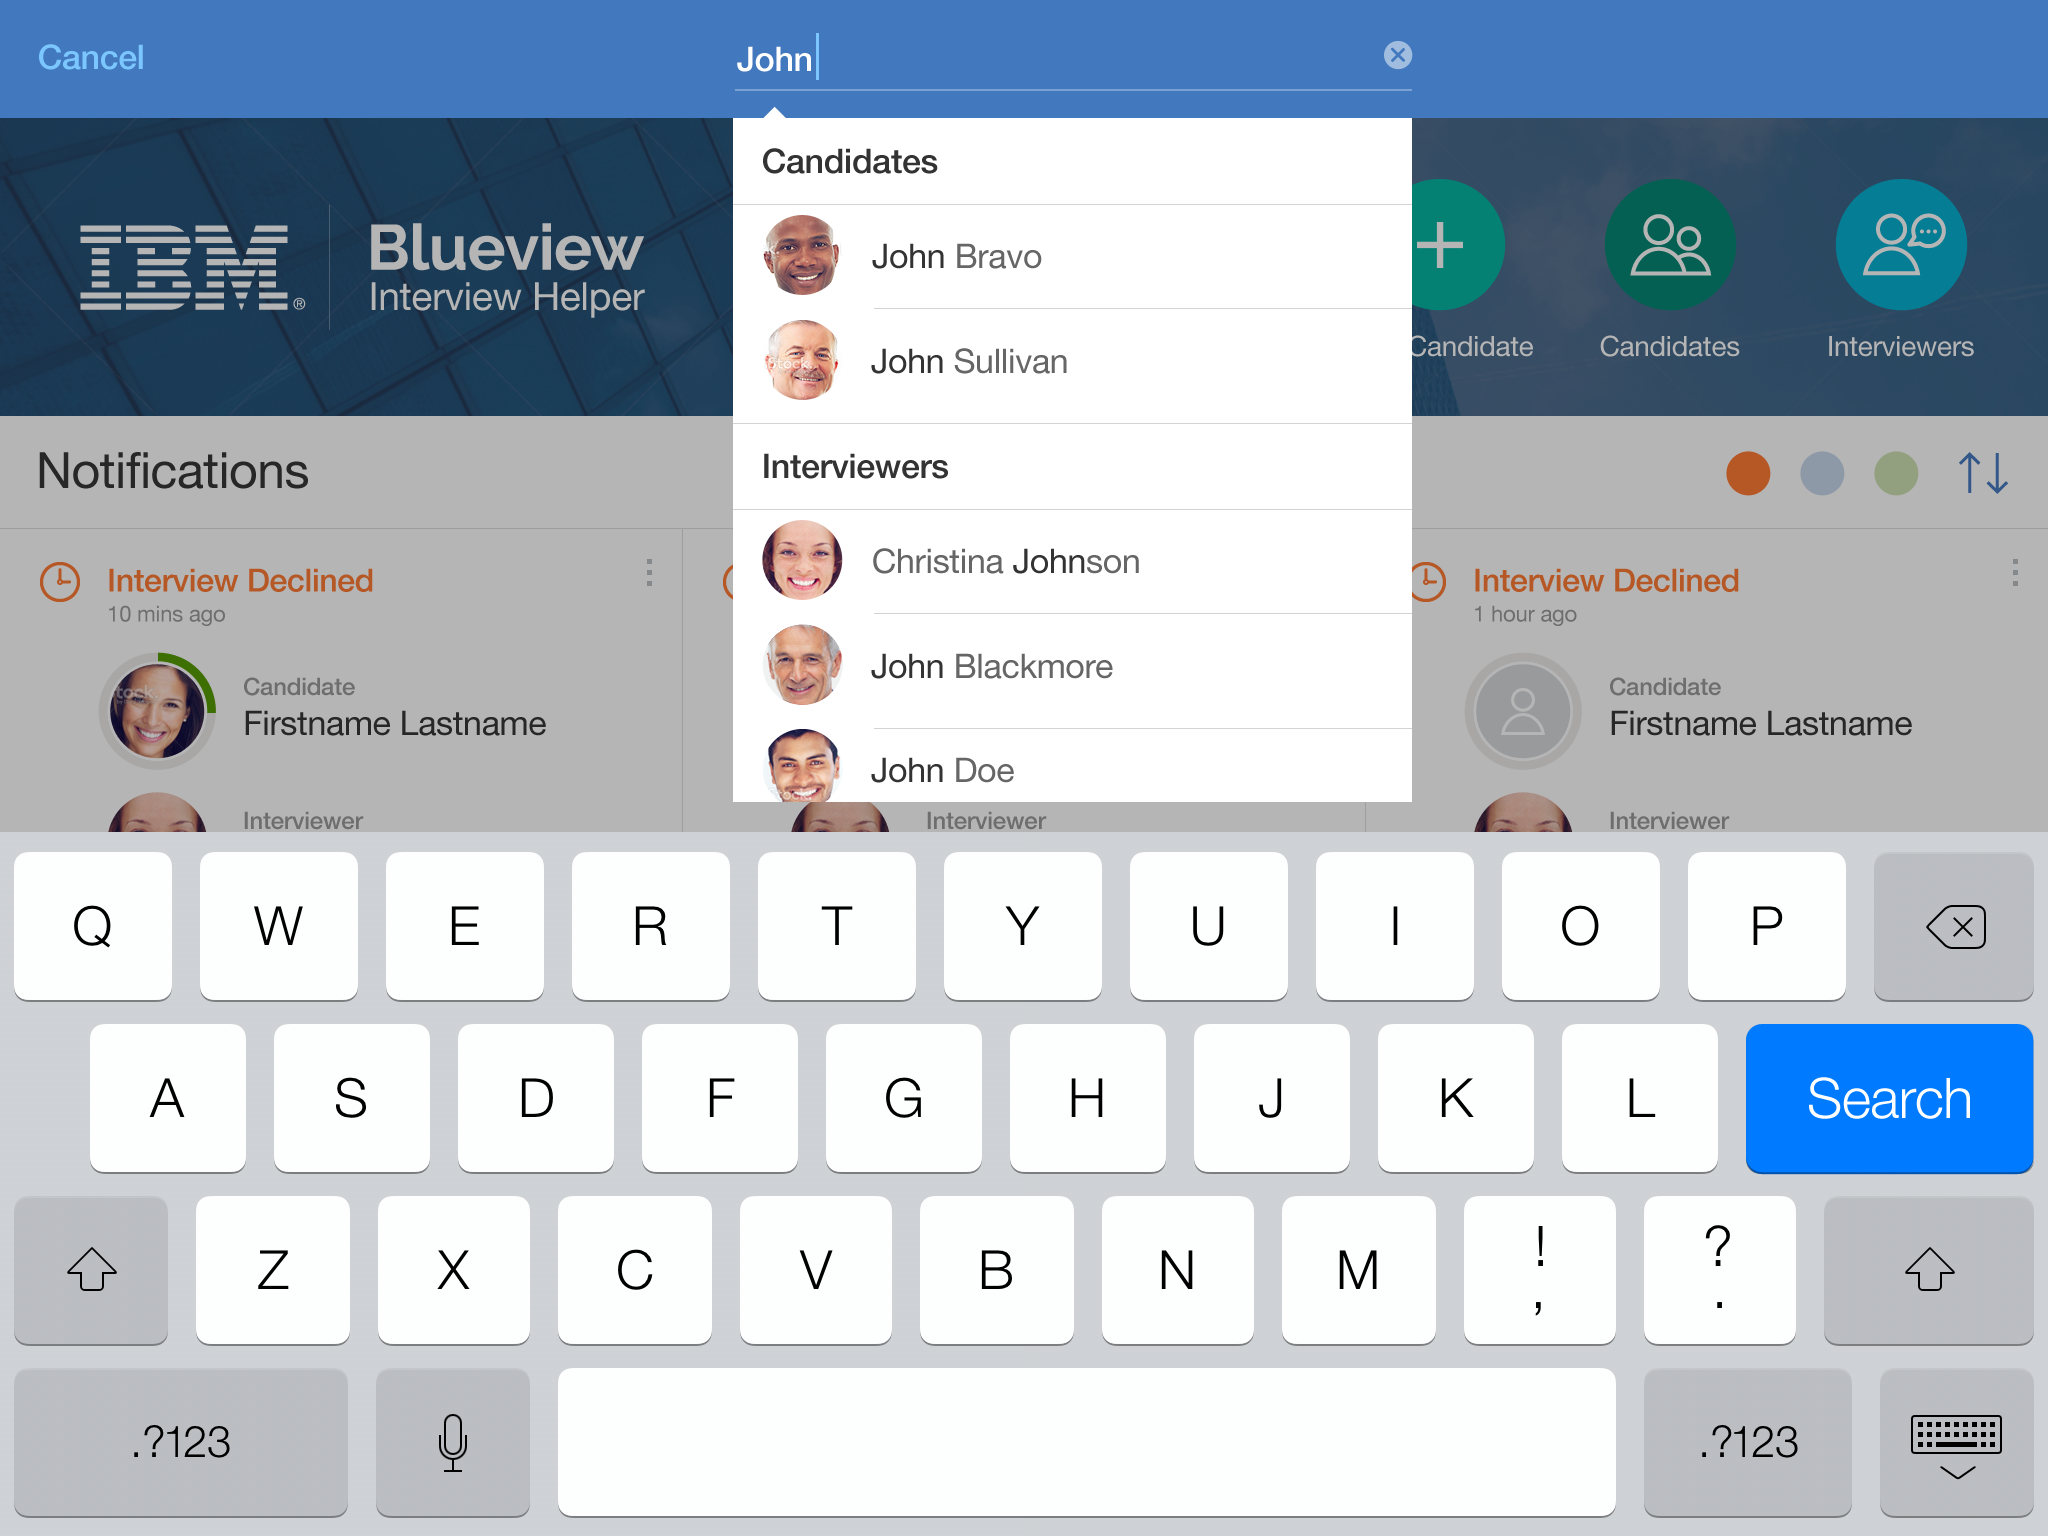 Cancel
John
Candidates
John Bravo
John Sullivan
Interviewers
Christina Johnson
John Blackmore
John Doe
IBM®
Blueview
Interview Helper
Candidate
Candidates
Interviewers
Notifications
Interview Declined
10 mins ago
Candidate
Firstname Lastname
Interviewer
Interviewer
Interview Declined
1 hour ago
Candidate
Firstname Lastname
Interviewer
Q W E R T Y U I O P
A S D F G H J K L Search
Z X C V B N M ! , ? .
.?123 .?123